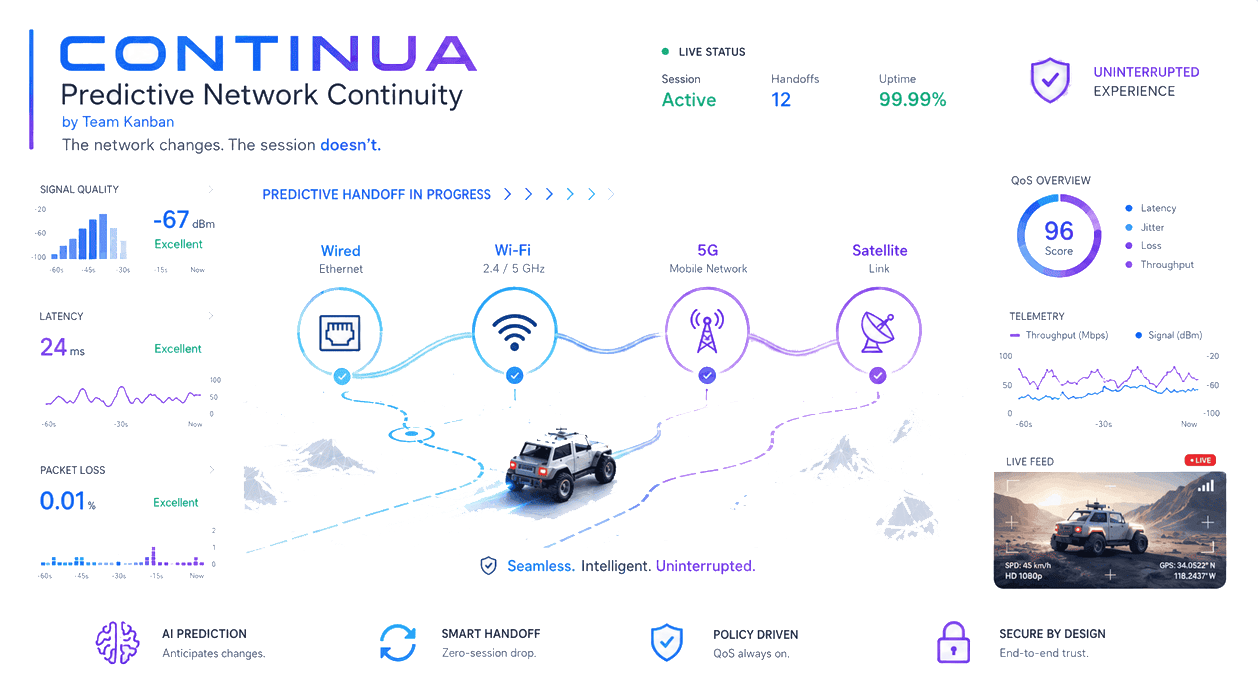 CONTINUA
Predictive Network Continuity
by Team Kanban
The network changes. The session doesn't.
LIVE STATUS
Session
Active
Handoffs
12
Uptime
99.99%
UNINTERRUPTED
EXPERIENCE
SIGNAL QUALITY
-20
-60
-100
-60s -45s -30s -15s Now
-67 dBm
Excellent
LATENCY
24 ms
Excellent
100
50
0
-60s -30s Now
PACKET LOSS
0.01 %
Excellent
2
1
0
-60s -45s -30s -15s Now
PREDICTIVE HANDOFF IN PROGRESS
Wired
Ethernet
Wi-Fi
2.4 / 5 GHz
5G
Mobile Network
Satellite
Link
Seamless. Intelligent. Uninterrupted.
QoS OVERVIEW
96
Score
Latency
Jitter
Loss
Throughput
TELEMETRY
Throughput (Mbps) Signal (dBm)
100
50
0
-20
-60
-100
-60s -30s Now
LIVE FEED
LIVE
SPD: 45 km/h
HD 1080p
GPS: 34.0522° N
118.2437° W
AI PREDICTION
Anticipates changes.
SMART HANDOFF
Zero-session drop.
POLICY DRIVEN
QoS always on.
SECURE BY DESIGN
End-to-end trust.